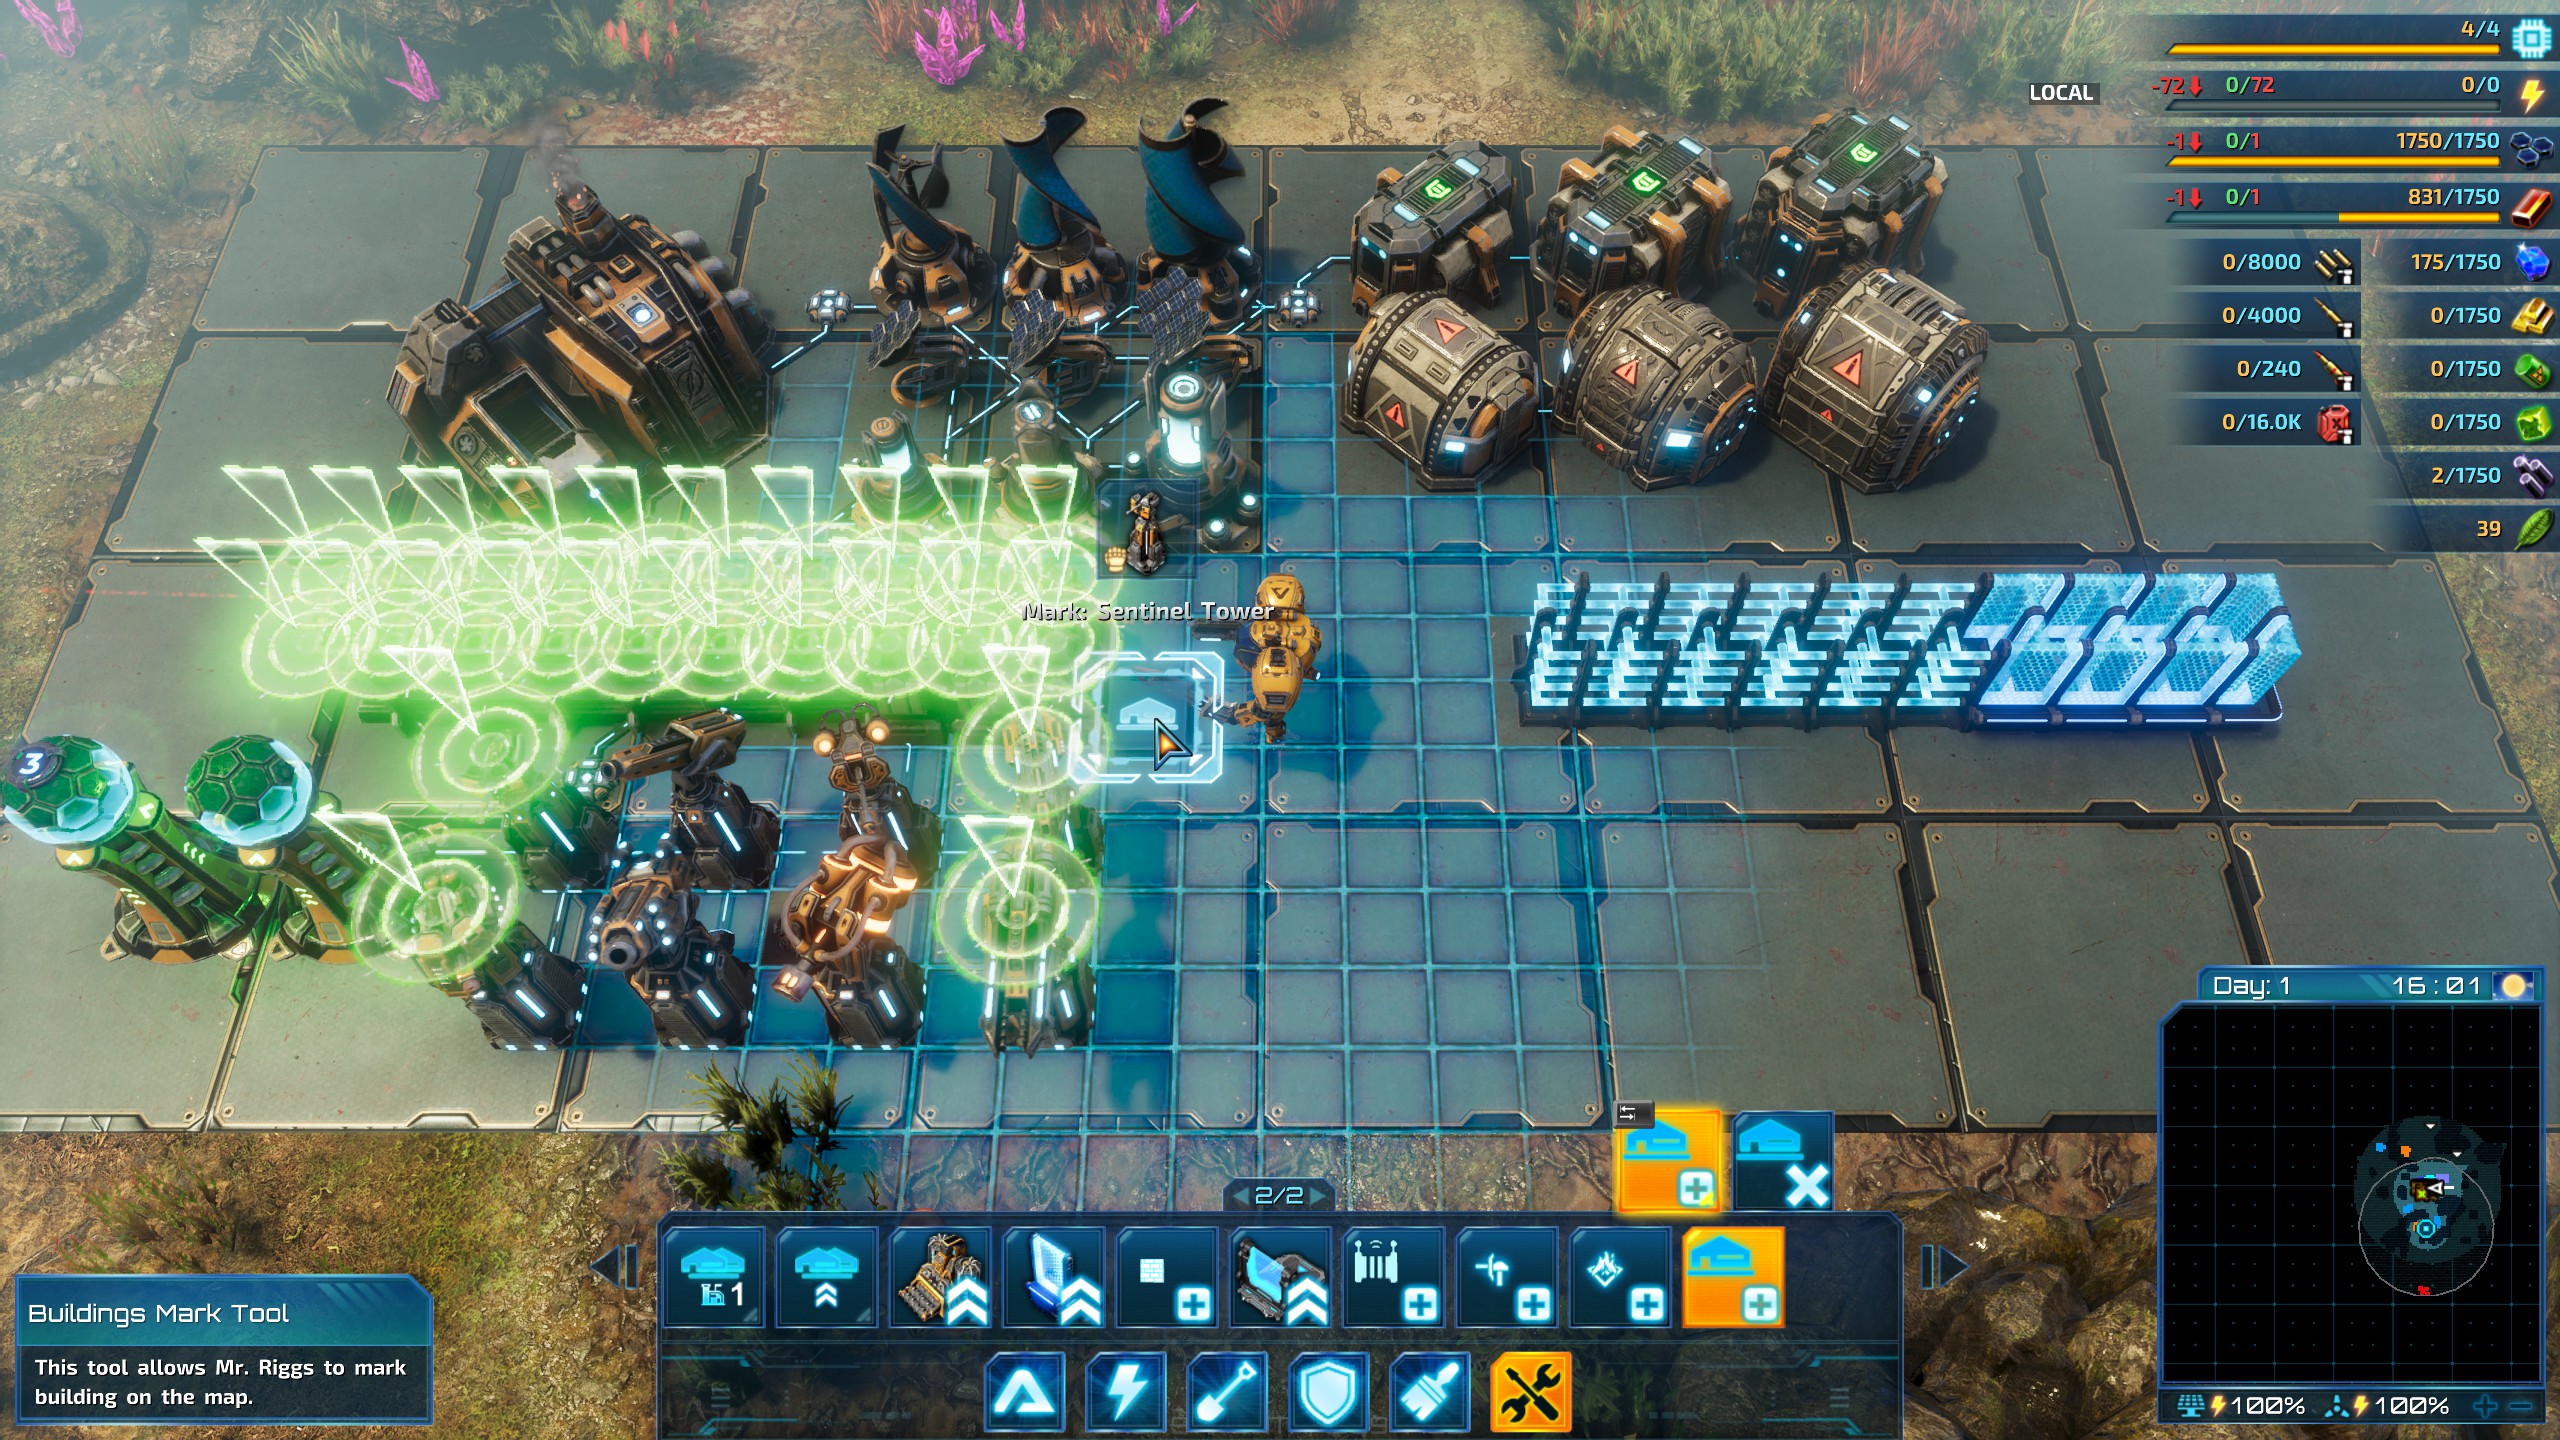 4/4
LOCAL
-72 0/72 0/0
-1 0/1 1750/1750
-1 0/1 831/1750
0/8000 175/1750
0/4000 0/1750
0/240 0/1750
0/16.0K 0/1750
2/1750
39
Mark: Sentinel Tower
3
Day: 1 16:01
2/2
1
Buildings Mark Tool
This tool allows Mr. Riggs to mark
building on the map.
100% 100%